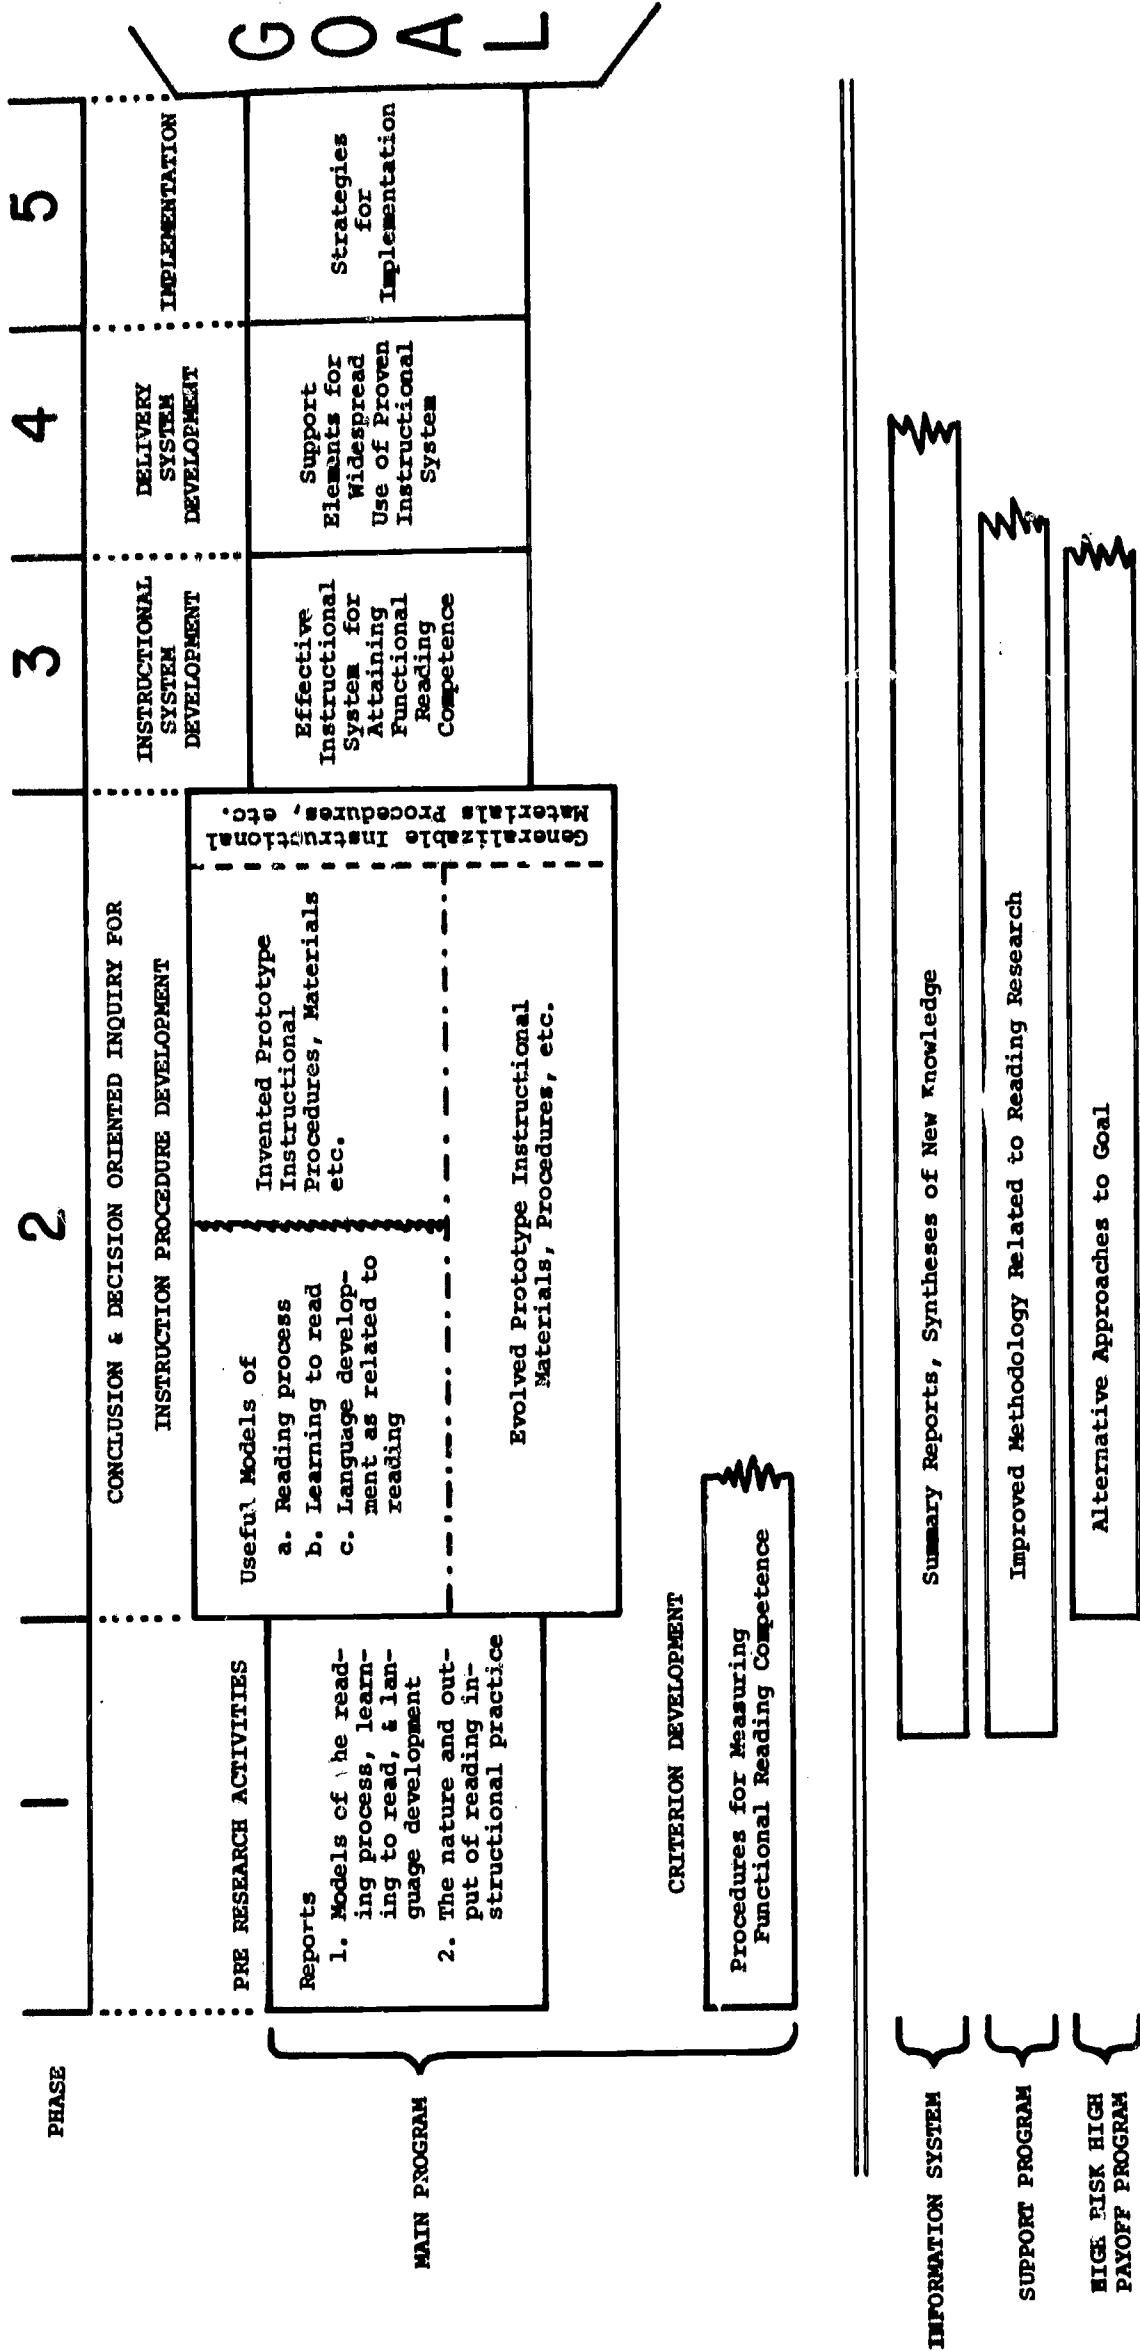 PHASE
1
2
3
4
5
PRE RESEARCH ACTIVITIES
CONCLUSION & DECISION ORIENTED INQUIRY FOR
INSTRUCTION PROCEDURE DEVELOPMENT
INSTRUCTIONAL
SYSTEM
DEVELOPMENT
DELIVERY
SYSTEM
DEVELOPMENT
IMPLEMENTATION
MAIN PROGRAM
Reports
1. Models of he read-
ing process, learn-
ing to read, & lan-
guage development
2. The nature and out-
put of reading in-
structional practice
Useful Models of
a. Reading process
b. Learning to read
c. Language develop-
ment as related to
reading
Invented Prototype
Instructional
Procedures, Materials
etc.
Evolved Prototype Instructional
Materials, Procedures, etc.
Generalizable Instructional
Materials Procedures, etc.
Effective
Instructional
System for
Attaining
Functional
Reading
Competence
Support
Elements for
Widespread
Use of Proven
Instructional
System
Strategies
for
Implementation
GOAL
CRITERION DEVELOPMENT
Procedures for Measuring
Functional Reading Competence
INFORMATION SYSTEM
Summary Reports, Syntheses of New Knowledge
SUPPORT PROGRAM
Improved Methodology Related to Reading Research
HIGH RISK HIGH
PAYOFF PROGRAM
Alternative Approaches to Goal